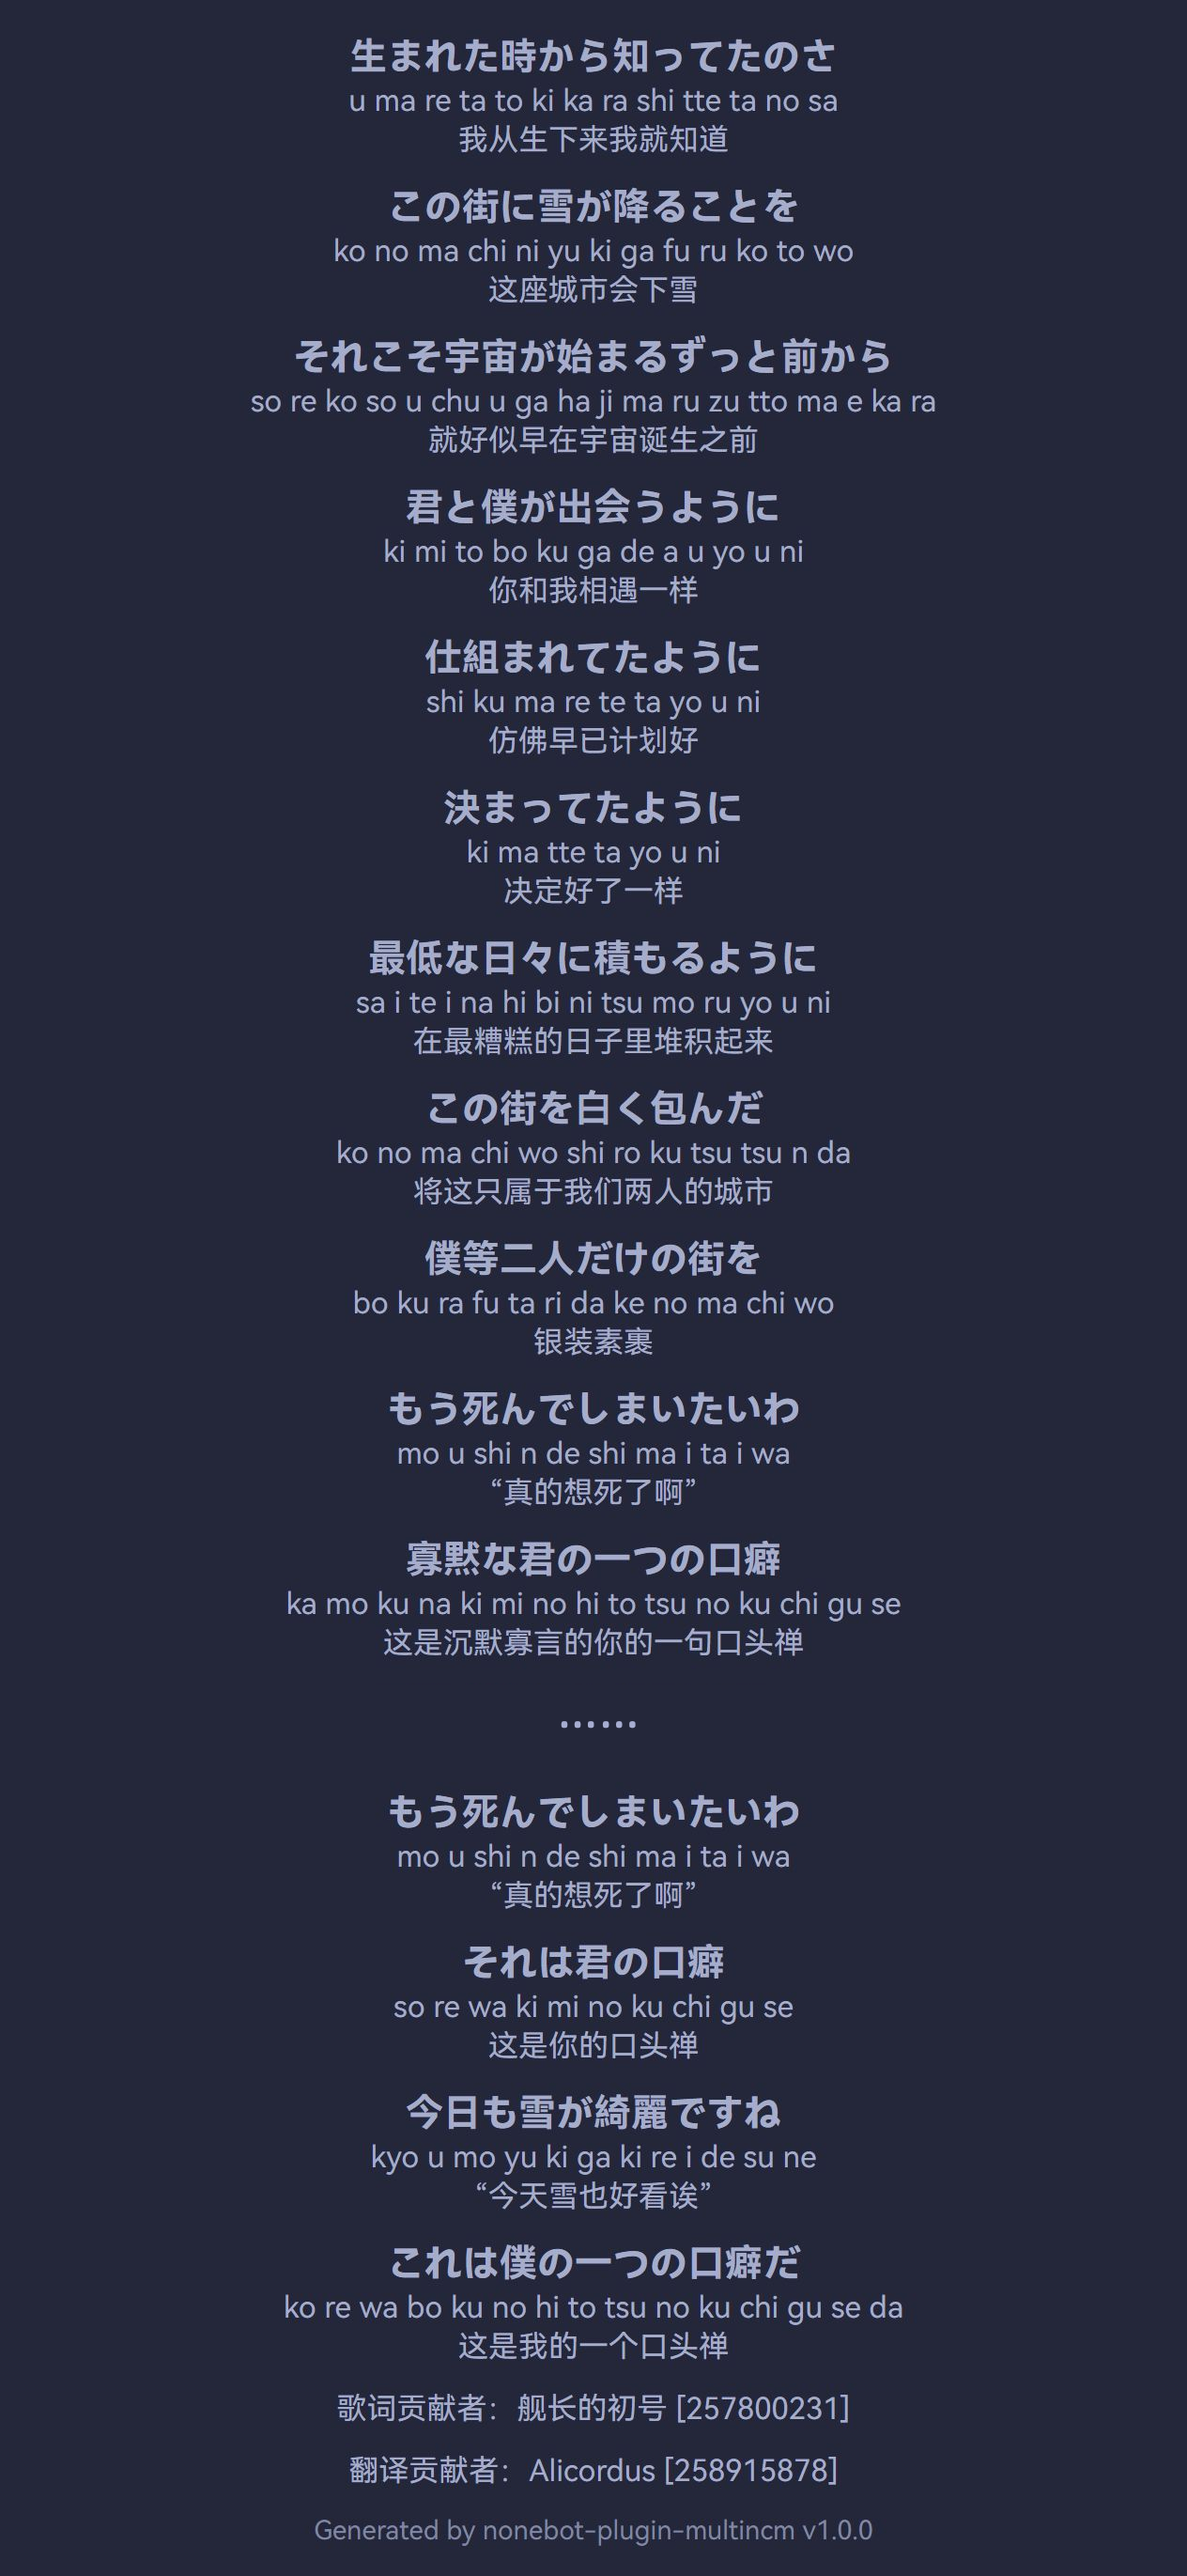 生まれた時から知ってたのさ
u ma re ta to ki ka ra shi tte ta no sa
我从生下来我就知道
この街に雪が降ることを
ko no ma chi ni yu ki ga fu ru ko to wo
这座城市会下雪
それこそ宇宙が始まるずっと前から
so re ko so u chu u ga ha ji ma ru zu tto ma e ka ra
就好似早在宇宙诞生之前
君と僕が出会うように
ki mi to bo ku ga de a u yo u ni
你和我相遇一样
仕組まれてたように
shi ku ma re te ta yo u ni
仿佛早已计划好
決まってたように
ki ma tte ta yo u ni
决定好了一样
最低な日々に積もるように
sa i te i na hi bi ni tsu mo ru yo u ni
在最糟糕的日子里堆积起来
この街を白く包んだ
ko no ma chi wo shi ro ku tsu tsu n da
将这只属于我们两人的城市
僕等二人だけの街を
bo ku ra fu ta ri da ke no ma chi wo
银装素裹
もう死んでしまいたいわ
mo u shi n de shi ma i ta i wa
“真的想死了啊”
寡黙な君の一つの口癖
ka mo ku na ki mi no hi to tsu no ku chi gu se
这是沉默寡言的你的一句口头禅
……
もう死んでしまいたいわ
mo u shi n de shi ma i ta i wa
“真的想死了啊”
それは君の口癖
so re wa ki mi no ku chi gu se
这是你的口头禅
今日も雪が綺麗ですね
kyo u mo yu ki ga ki re i de su ne
“今天雪也好看诶”
これは僕の一つの口癖だ
ko re wa bo ku no hi to tsu no ku chi gu se da
这是我的一个口头禅
歌词贡献者：舰长的初号 [257800231]
翻译贡献者：Alicordus [258915878]
Generated by nonebot-plugin-multincm v1.0.0